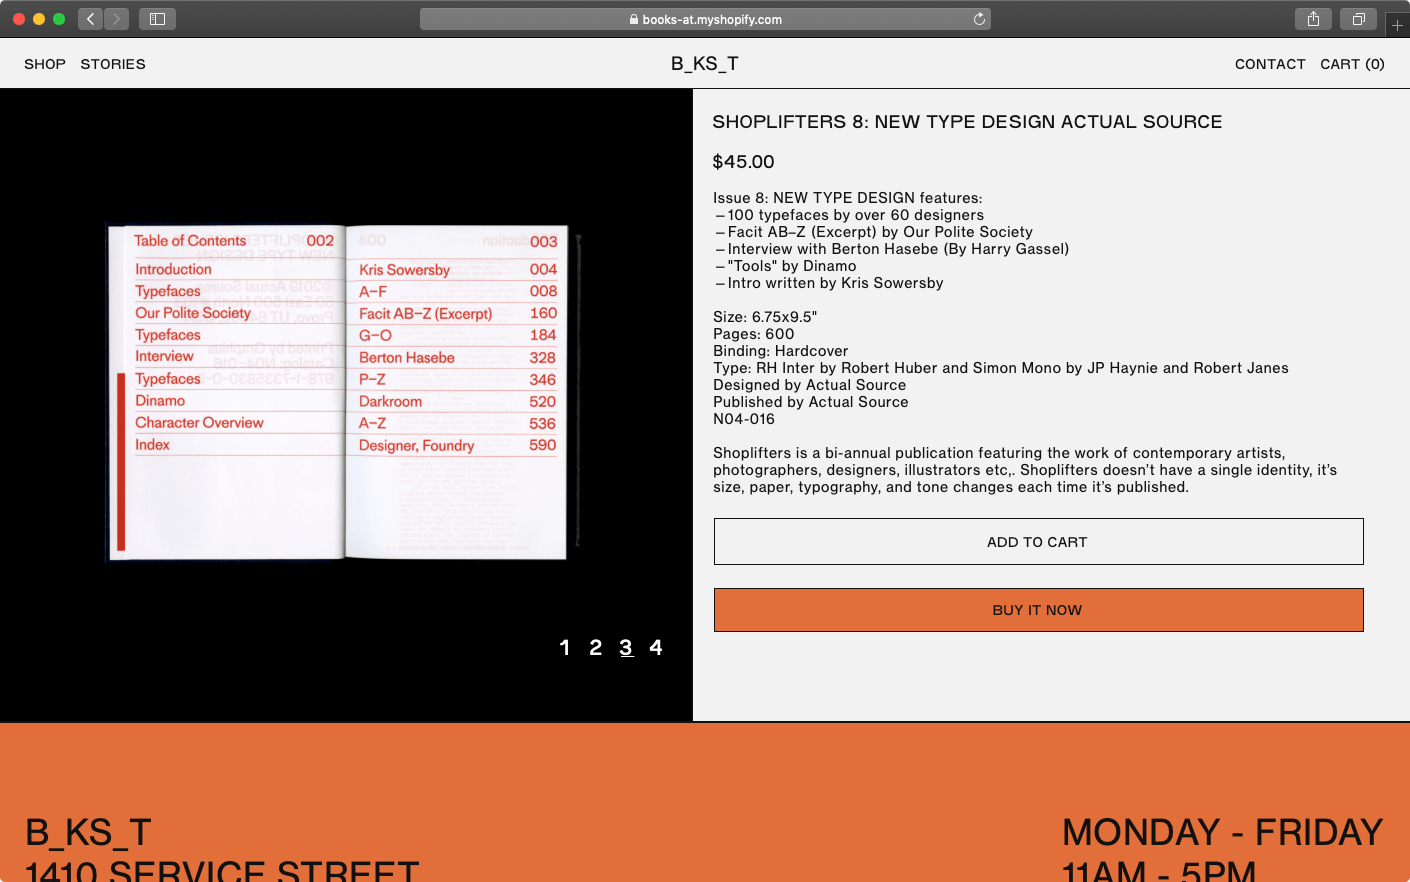 books-at.myshopify.com
SHOP STORIES
B_KS_T
CONTACT CART (0)
Table of Contents 002
003
Introduction
Kris Sowersby 004
Typefaces
A–F 008
Our Polite Society
Facit AB–Z (Excerpt) 160
Typefaces
G–O 184
Interview
Berton Hasebe 328
Typefaces
P–Z 346
Dinamo
Darkroom 520
Character Overview
A–Z 536
Index
Designer, Foundry 590
1 2 3 4
SHOPLIFTERS 8: NEW TYPE DESIGN ACTUAL SOURCE
$45.00
Issue 8: NEW TYPE DESIGN features:
—100 typefaces by over 60 designers
—Facit AB–Z (Excerpt) by Our Polite Society
—Interview with Berton Hasebe (By Harry Gassel)
—"Tools" by Dinamo
—Intro written by Kris Sowersby
Size: 6.75x9.5"
Pages: 600
Binding: Hardcover
Type: RH Inter by Robert Huber and Simon Mono by JP Haynie and Robert Janes
Designed by Actual Source
Published by Actual Source
N04-016
Shoplifters is a bi-annual publication featuring the work of contemporary artists,
photographers, designers, illustrators etc,. Shoplifters doesn’t have a single identity, it’s
size, paper, typography, and tone changes each time it’s published.
ADD TO CART
BUY IT NOW
B_KS_T
1410 SERVICE STREET
MONDAY - FRIDAY
11AM - 5PM